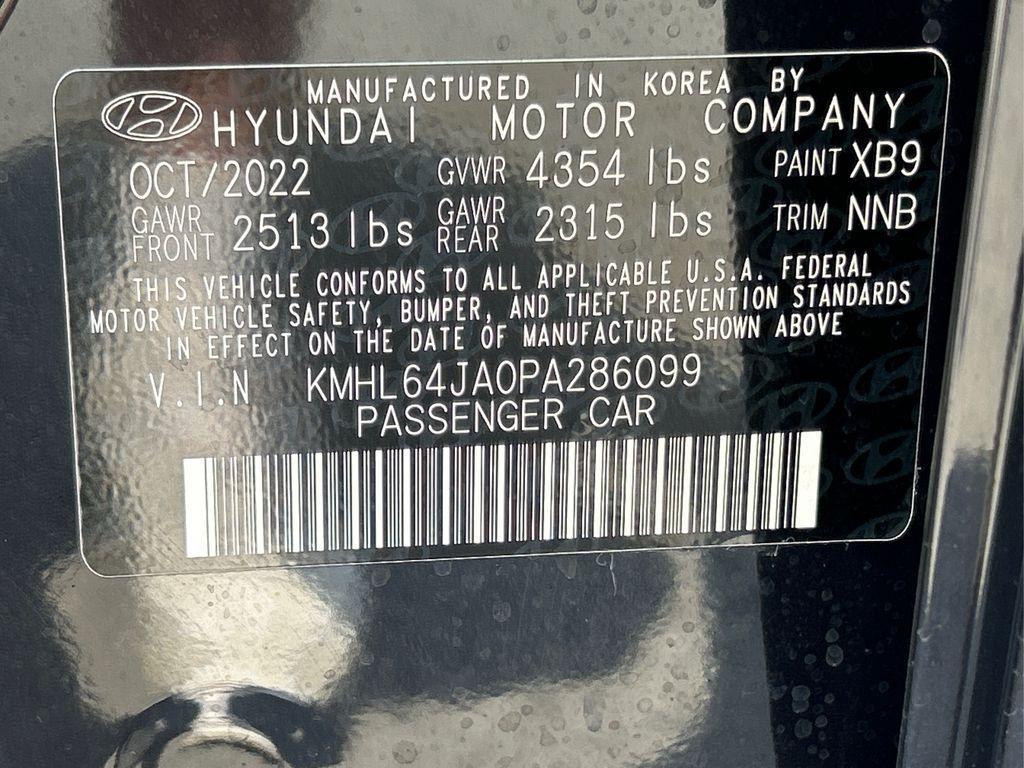 MANUFACTURED IN KOREA BY
HYUNDAI MOTOR COMPANY
OCT/2022 GVWR 4354 lbs PAINT XB9
GAWR FRONT 2513 lbs GAWR REAR 2315 lbs TRIM NNB
THIS VEHICLE CONFORMS TO ALL APPLICABLE U.S.A. FEDERAL
MOTOR VEHICLE SAFETY, BUMPER, AND THEFT PREVENTION STANDARDS
IN EFFECT ON THE DATE OF MANUFACTURE SHOWN ABOVE
V.I.N KMHL64JA0PA286099
PASSENGER CAR